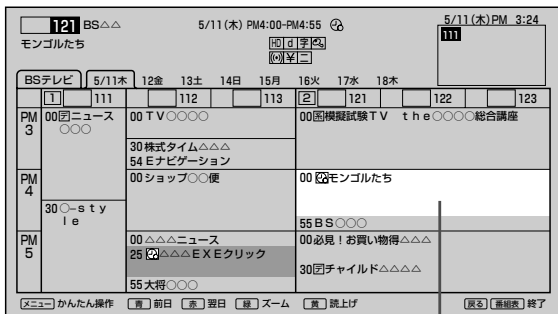 121 BS△△ 5/11(木) PM4:00-PM4:55
5/11(木)PM 3:24
モンゴルたち
HD d 字
二
111
BSテレビ 5/11木 12金 13土 14日 15月 16火 17水 18木
1 111 112 113 2 121 122 123
PM 3
00デニュース
○○○
00TV○○○○
30株式タイム△△△
54Eナビゲーション
00模擬試験TV the○○○○総合講座
PM 4
30○-sty
le
00ショップ○○便
00モンゴルたち
55BS○○○
PM 5
00△△△ニュース
25△△△EXEクリック
55大将○○○
00必見!お買い物得△△△
30デチャイルド△△△△
メニュー かんたん操作 青 前日 赤 翌日 緑 ズーム 黄 読上げ 戻る 番組表 終了